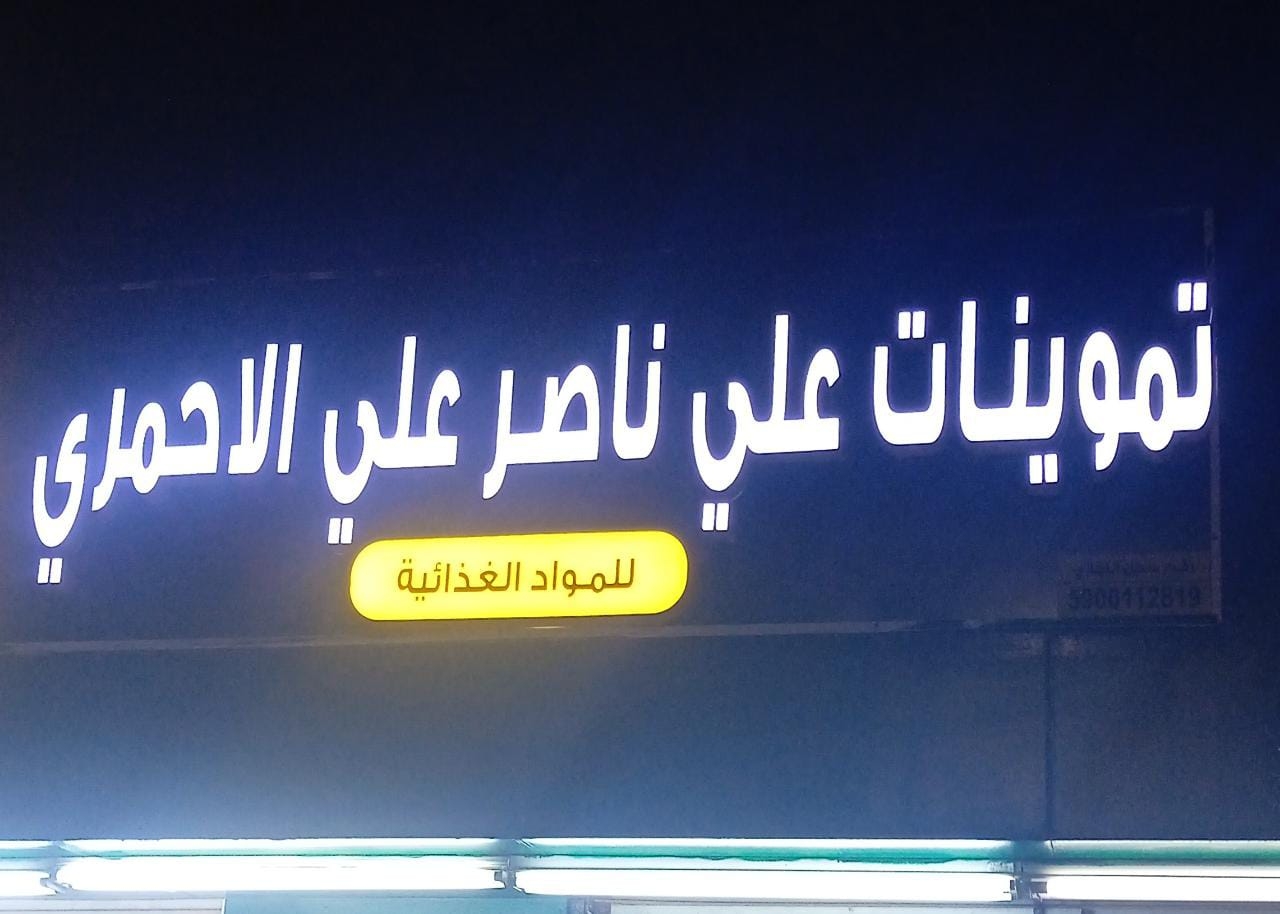 تموينات علي ناصر علي الاحمري
للمواد الغذائية
5900112819